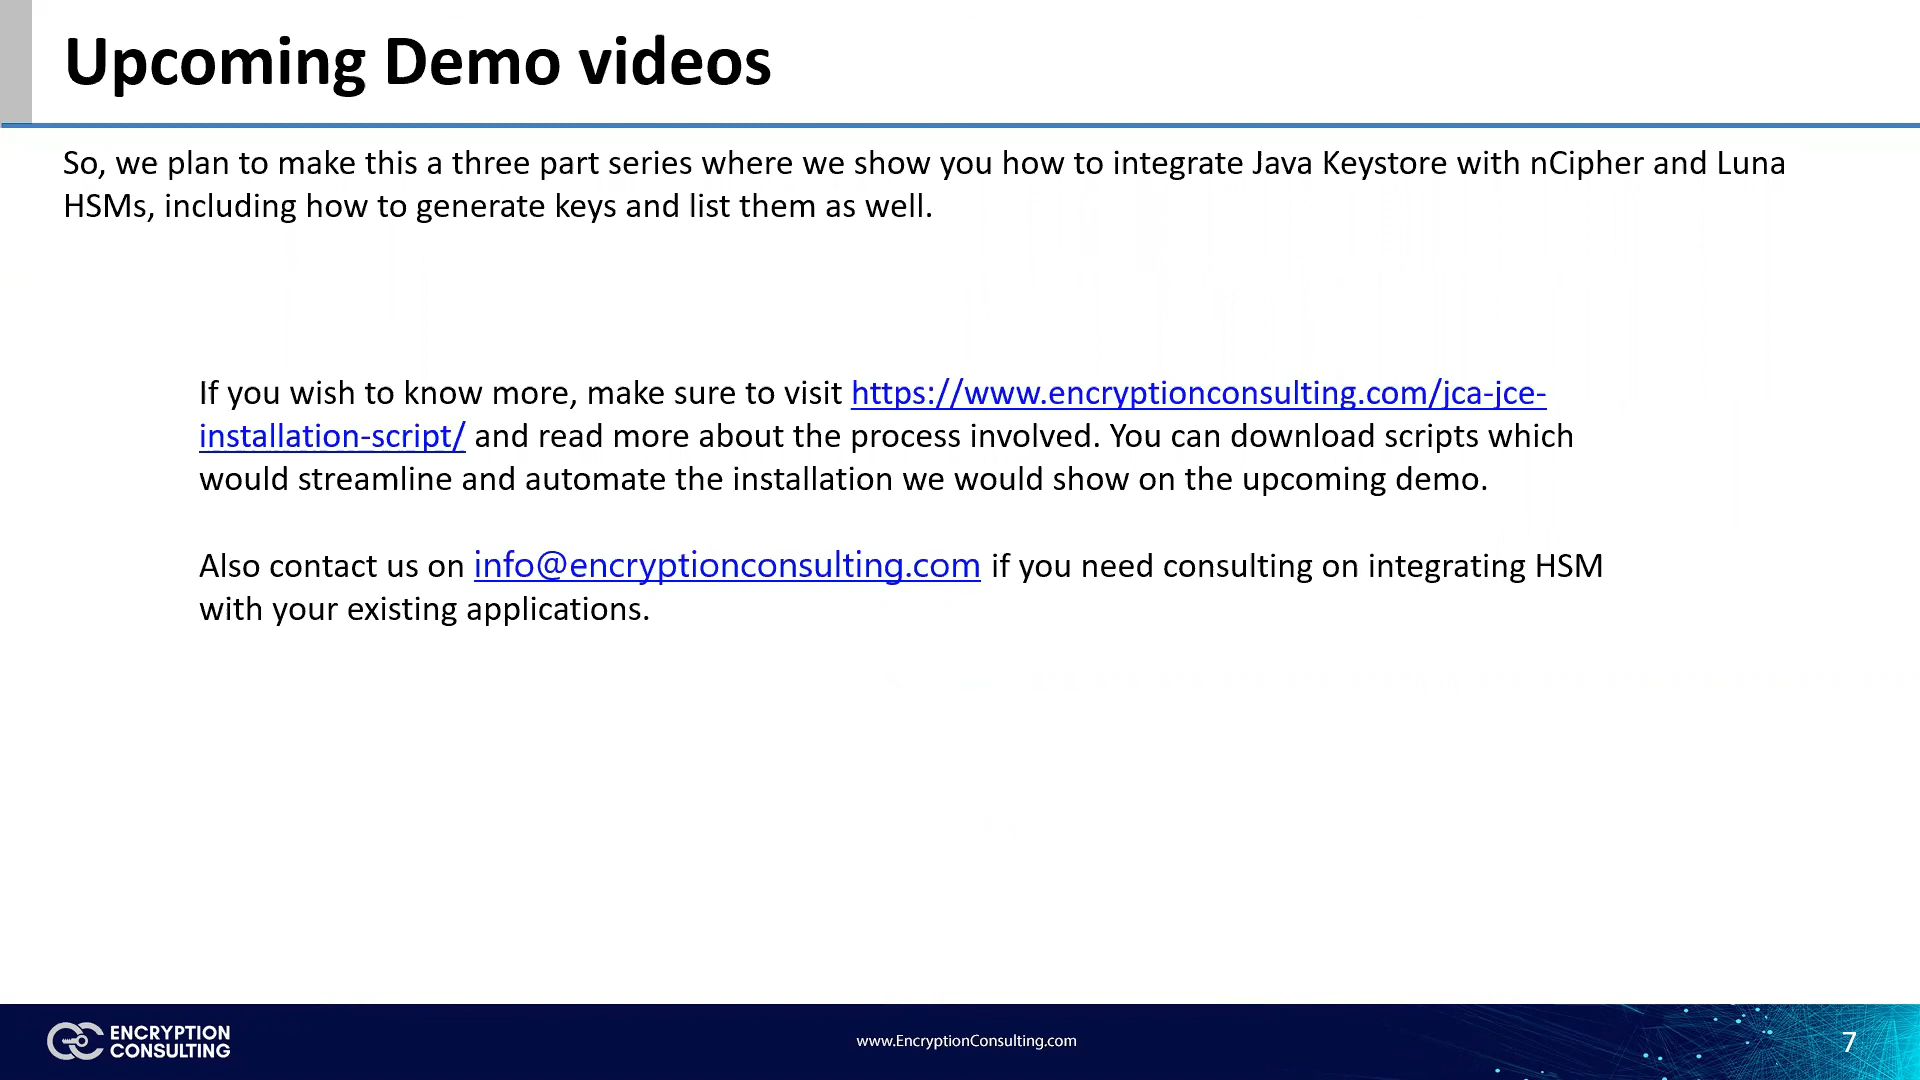 Upcoming Demo videos
So, we plan to make this a three part series where we show you how to integrate Java Keystore with nCipher and Luna
HSMs, including how to generate keys and list them as well.
If you wish to know more, make sure to visit https://www.encryptionconsulting.com/jca-jce-
installation-script/ and read more about the process involved. You can download scripts which
would streamline and automate the installation we would show on the upcoming demo.
Also contact us on info@encryptionconsulting.com if you need consulting on integrating HSM
with your existing applications.
ENCRYPTION
CONSULTING
www.EncryptionConsulting.com
7